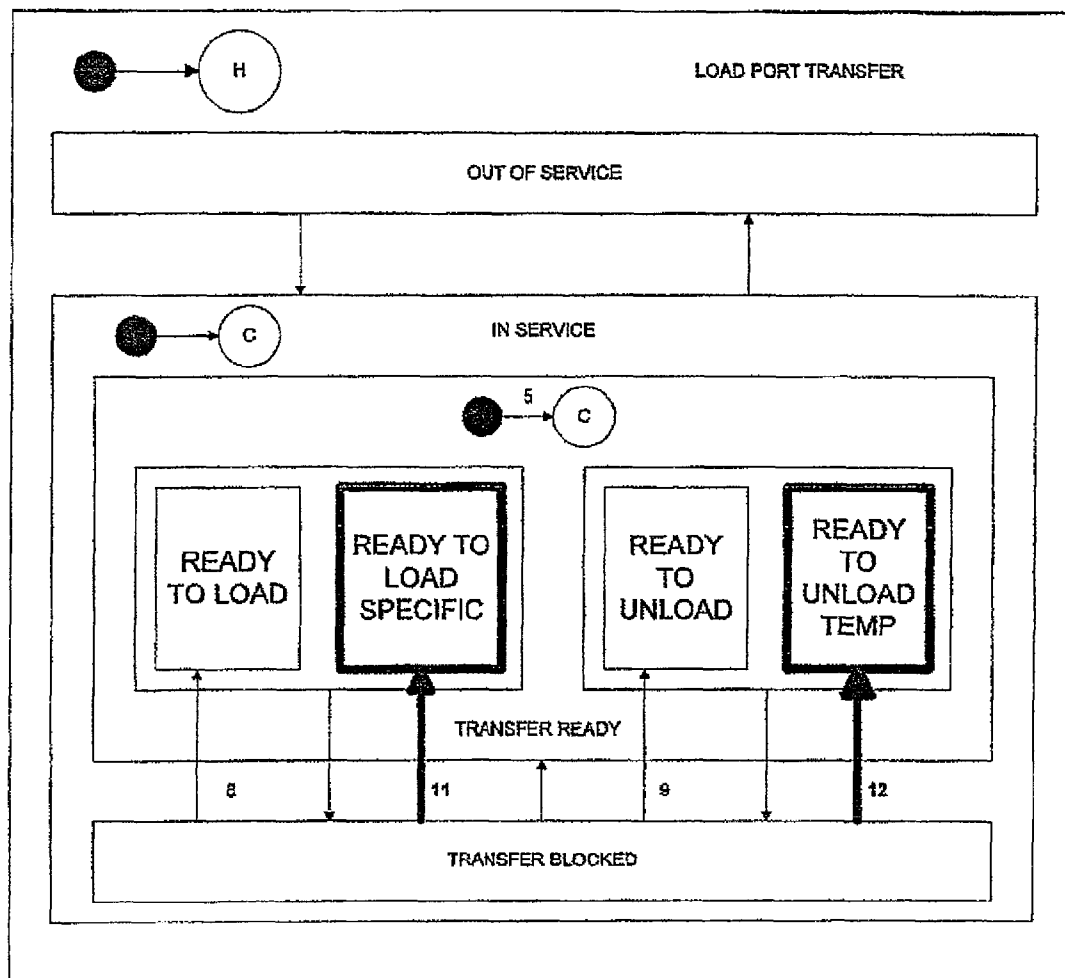 H
LOAD PORT TRANSFER
OUT OF SERVICE
C
IN SERVICE
5
C
READY
TO LOAD
READY TO
LOAD
SPECIFIC
READY
TO
UNLOAD
READY
TO
UNLOAD
TEMP
TRANSFER READY
8
11
9
12
TRANSFER BLOCKED